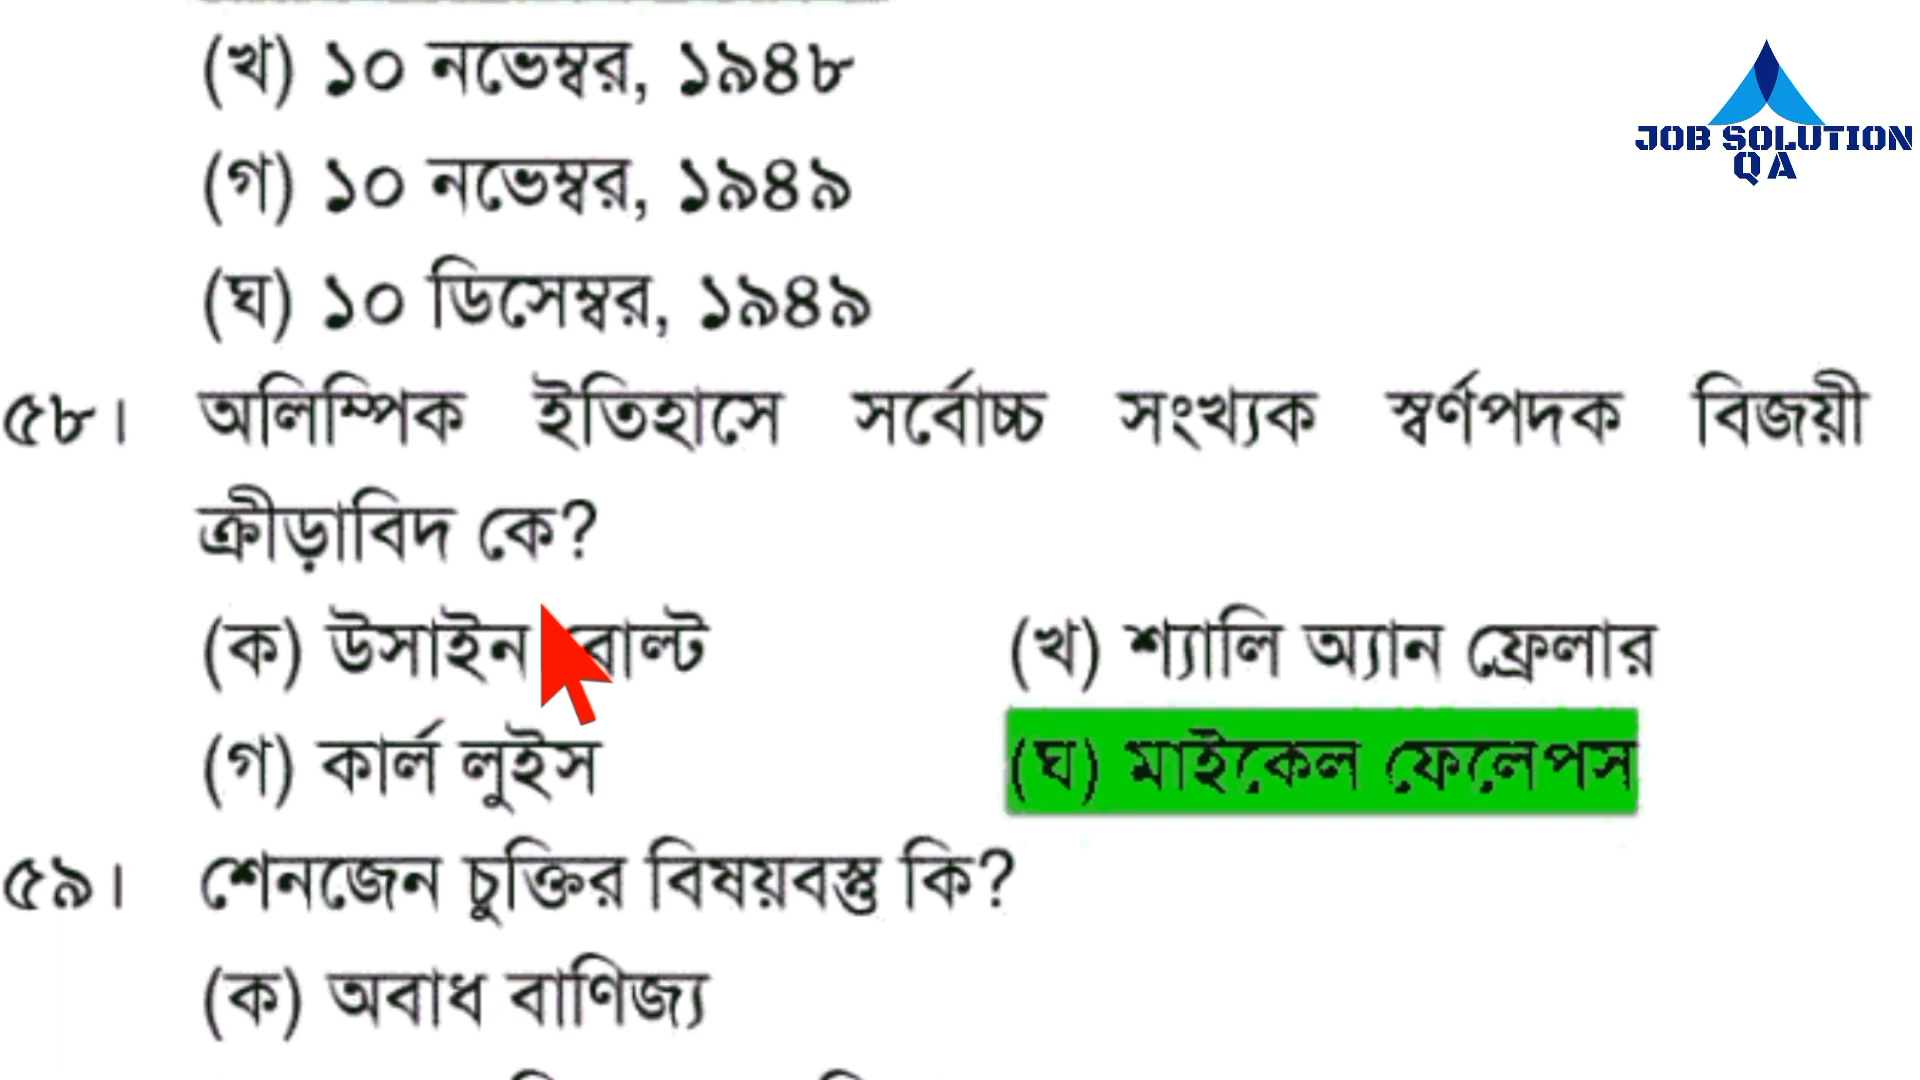 (খ) ১০ নভেম্বর, ১৯৪৮
JOB SOLUTION
QA
(গ) ১০ নভেম্বর, ১৯৪৯
(ঘ) ১০ ডিসেম্বর, ১৯৪৯
৫৮। অলিম্পিক ইতিহাসে সর্বোচ্চ সংখ্যক স্বর্ণপদক বিজয়ী
ক্রীড়াবিদ কে?
(ক) উসাইন বোল্ট (খ) শ্যালি অ্যান ফ্রেলার
(গ) কার্ল লুইস (ঘ) মাইকেল ফেলেপস
৫৯। শেনজেন চুক্তির বিষয়বস্তু কি?
(ক) অবাধ বাণিজ্য